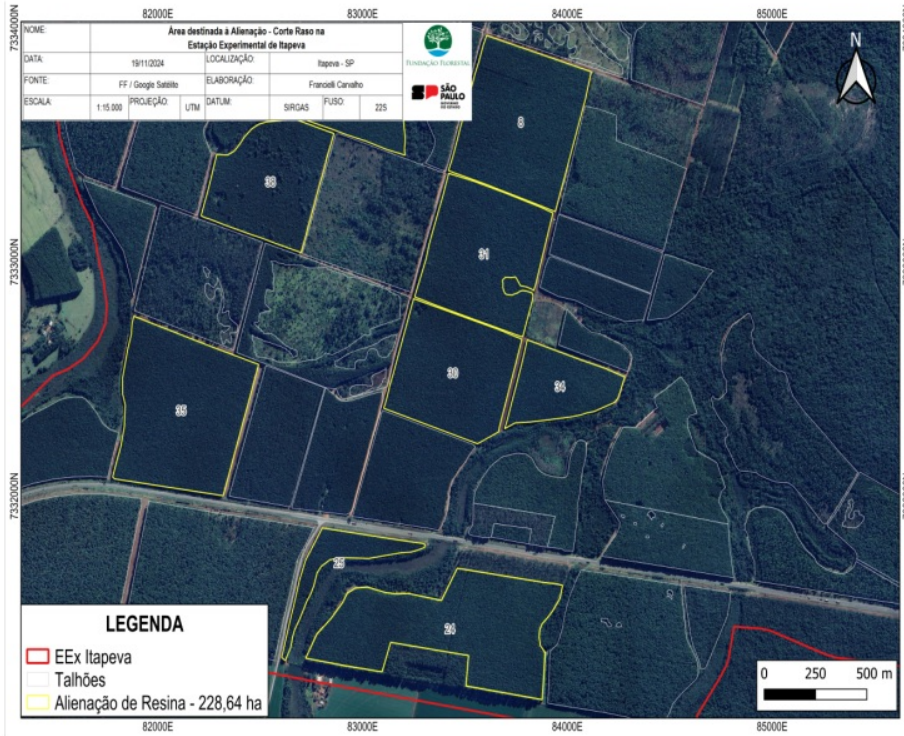 82000E 83000E 84000E 85000E
7334000N
7333000N
7332000N
NOME: Área destinada à Alienação - Corte Raso na
Estação Experimental de Itapeva
DATA: 19/11/2024 LOCALIZAÇÃO: Itapeva - SP
FONTE: FF / Google Satélite ELABORAÇÃO: Francielli Carvalho
ESCALA: 1:15.000 PROJEÇÃO: UTM DATUM: SIRGAS FUSO: 22S
FUNDAÇÃO FLORESTAL
SÃO
PAULO
N
8
38
31
30
34
35
25
24
LEGENDA
EEx Itapeva
Talhões
Alienação de Resina - 228,64 ha
0 250 500 m
82000E 83000E 84000E 85000E